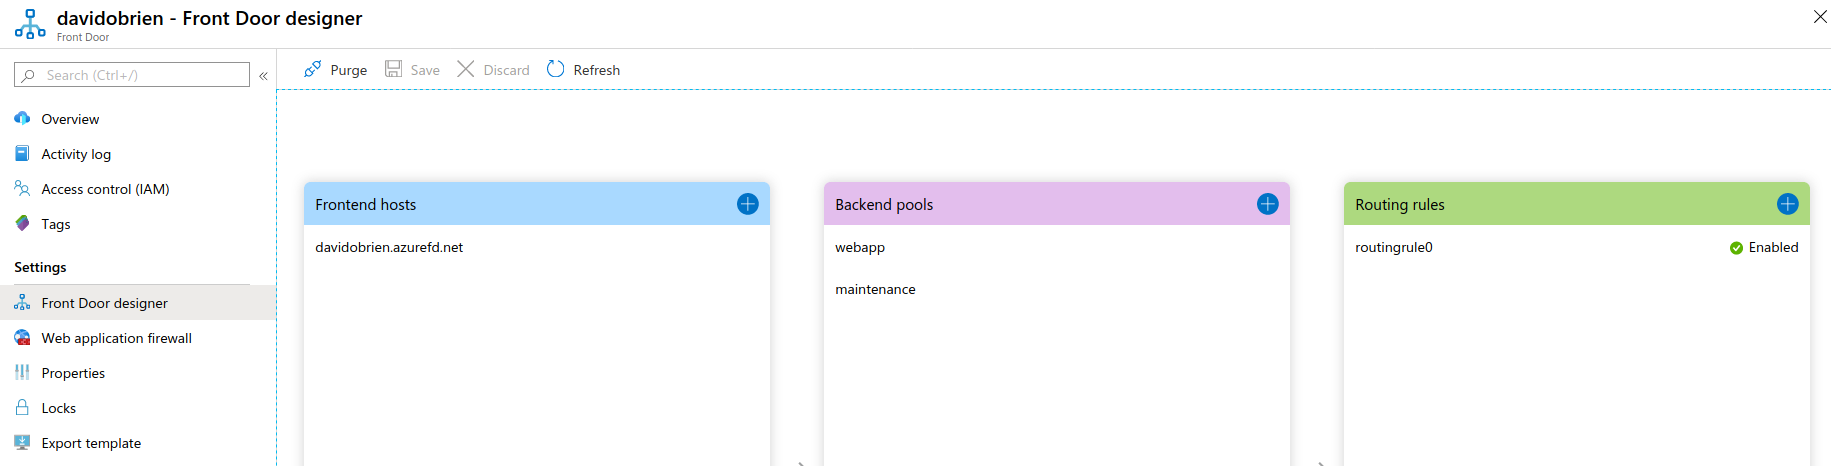 davidobrien - Front Door designer
Front Door
Search (Ctrl+/)
«
Purge
Save
Discard
Refresh
Overview
Activity log
Access control (IAM)
Tags
Settings
Front Door designer
Web application firewall
Properties
Locks
Export template
Frontend hosts
davidobrien.azurefd.net
Backend pools
webapp
maintenance
Routing rules
routingrule0 Enabled